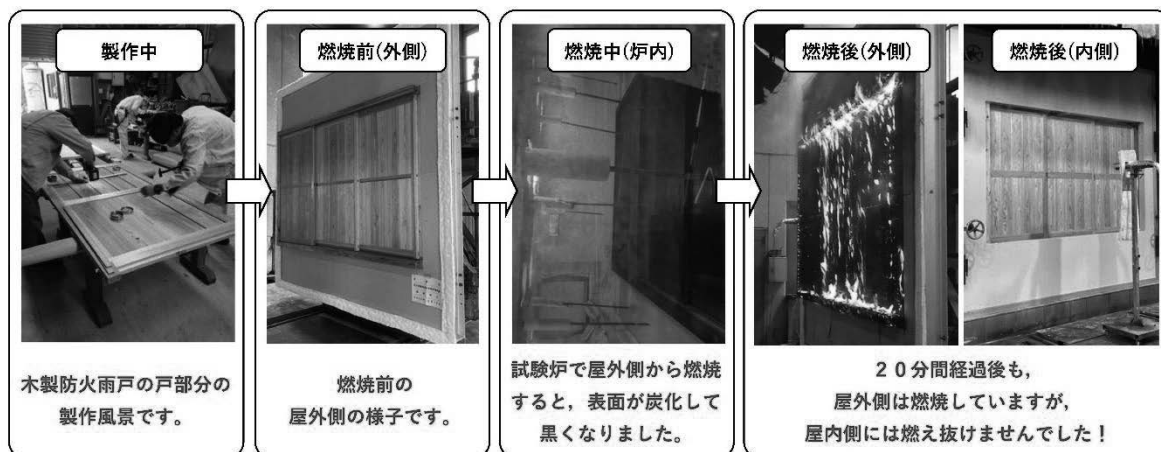 製作中
木製防火雨戸の戸部分の
製作風景です。
燃焼前(外側)
燃焼前の
屋外側の様子です。
燃焼中(炉内)
試験炉で屋外側から燃焼
すると，表面が炭化して
黒くなりました。
燃焼後(外側)
燃焼後(内側)
２０分間経過後も，
屋外側は燃焼していますが，
屋内側には燃え抜けませんでした！